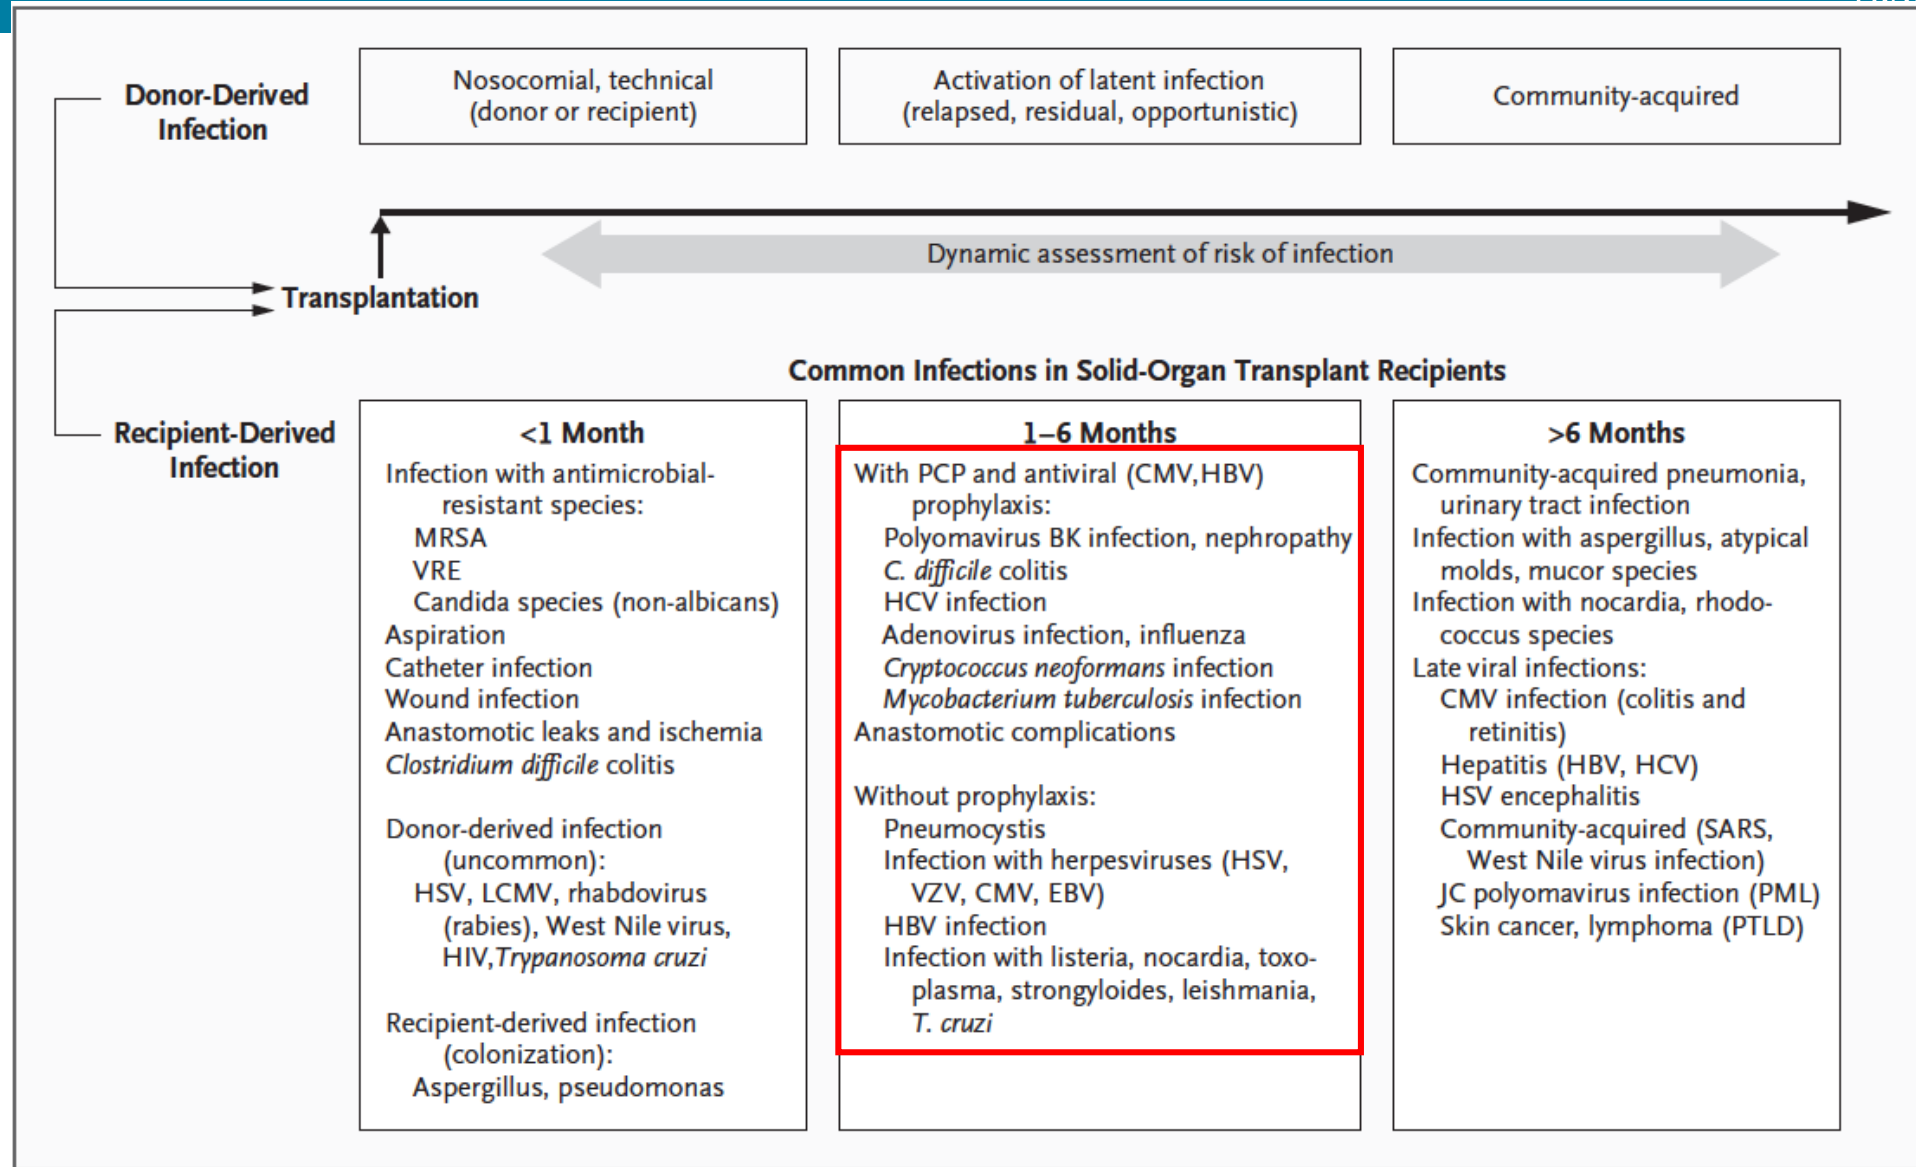 Donor-Derived
Infection
Nosocomial, technical
(donor or recipient)
Activation of latent infection
(relapsed, residual, opportunistic)
Community-acquired
Dynamic assessment of risk of infection
Transplantation
Common Infections in Solid-Organ Transplant Recipients
Recipient-Derived
Infection
<1 Month
Infection with antimicrobial-
resistant species:
MRSA
VRE
Candida species (non-albicans)
Aspiration
Catheter infection
Wound infection
Anastomotic leaks and ischemia
Clostridium difficile colitis
Donor-derived infection
(uncommon):
HSV, LCMV, rhabdovirus
(rabies), West Nile virus,
HIV,Trypanosoma cruzi
Recipient-derived infection
(colonization):
Aspergillus, pseudomonas
1–6 Months
With PCP and antiviral (CMV,HBV)
prophylaxis:
Polyomavirus BK infection, nephropathy
C. difficile colitis
HCV infection
Adenovirus infection, influenza
Cryptococcus neoformans infection
Mycobacterium tuberculosis infection
Anastomotic complications
Without prophylaxis:
Pneumocystis
Infection with herpesviruses (HSV,
VZV, CMV, EBV)
HBV infection
Infection with listeria, nocardia, toxo-
plasma, strongyloides, leishmania,
T. cruzi
>6 Months
Community-acquired pneumonia,
urinary tract infection
Infection with aspergillus, atypical
molds, mucor species
Infection with nocardia, rhodo-
coccus species
Late viral infections:
CMV infection (colitis and
retinitis)
Hepatitis (HBV, HCV)
HSV encephalitis
Community-acquired (SARS,
West Nile virus infection)
JC polyomavirus infection (PML)
Skin cancer, lymphoma (PTLD)